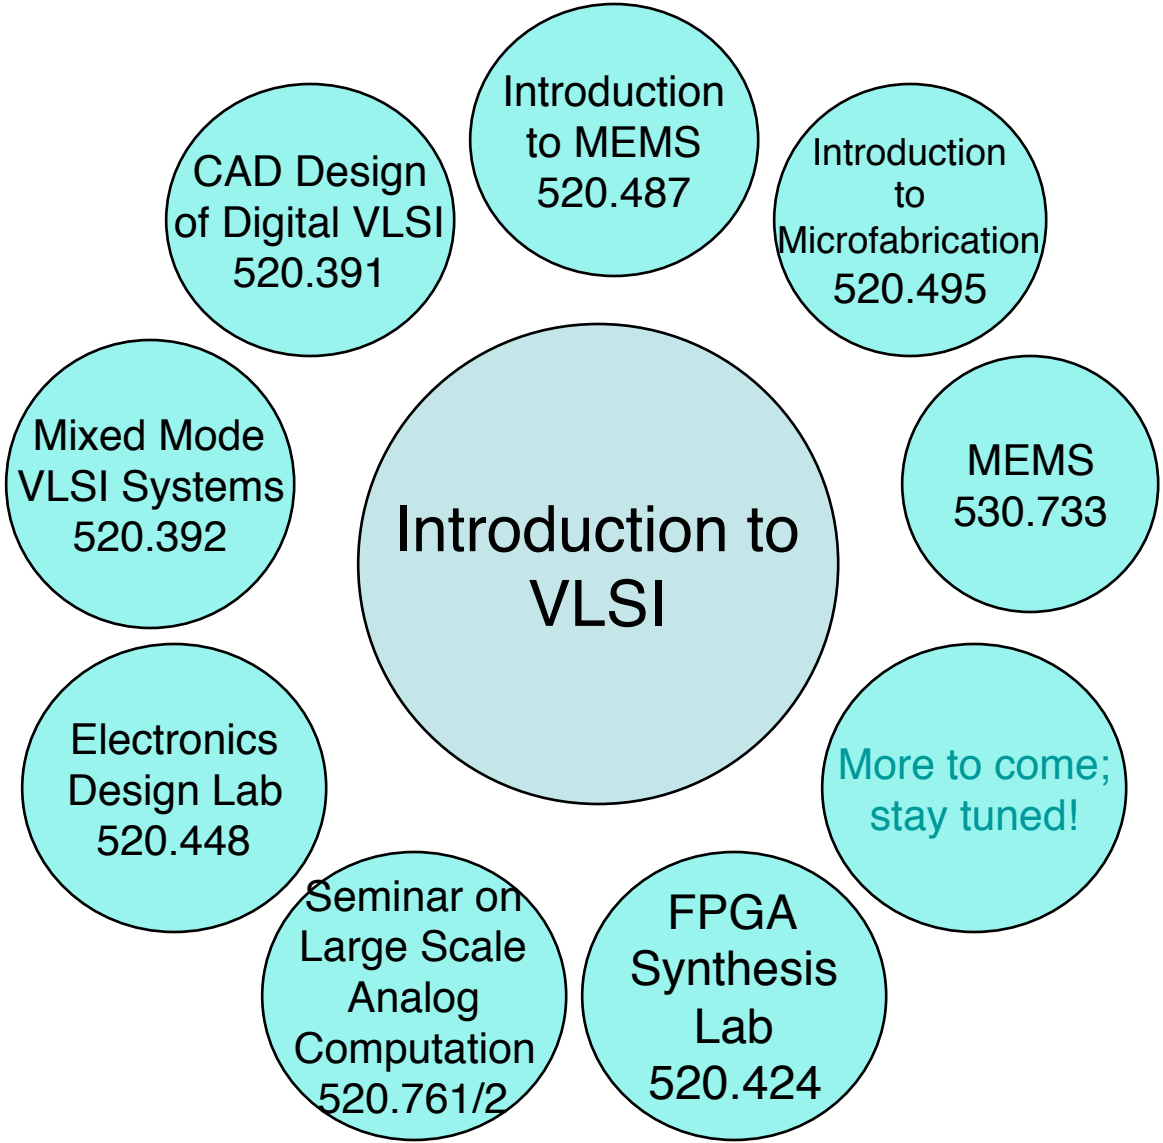 Introduction
to MEMS
520.487
CAD Design
of Digital VLSI
520.391
Introduction
to
Microfabrication
520.495
Mixed Mode
VLSI Systems
520.392
MEMS
530.733
Introduction to
VLSI
Electronics
Design Lab
520.448
More to come;
stay tuned!
Seminar on
Large Scale
Analog
Computation
520.761/2
FPGA
Synthesis
Lab
520.424